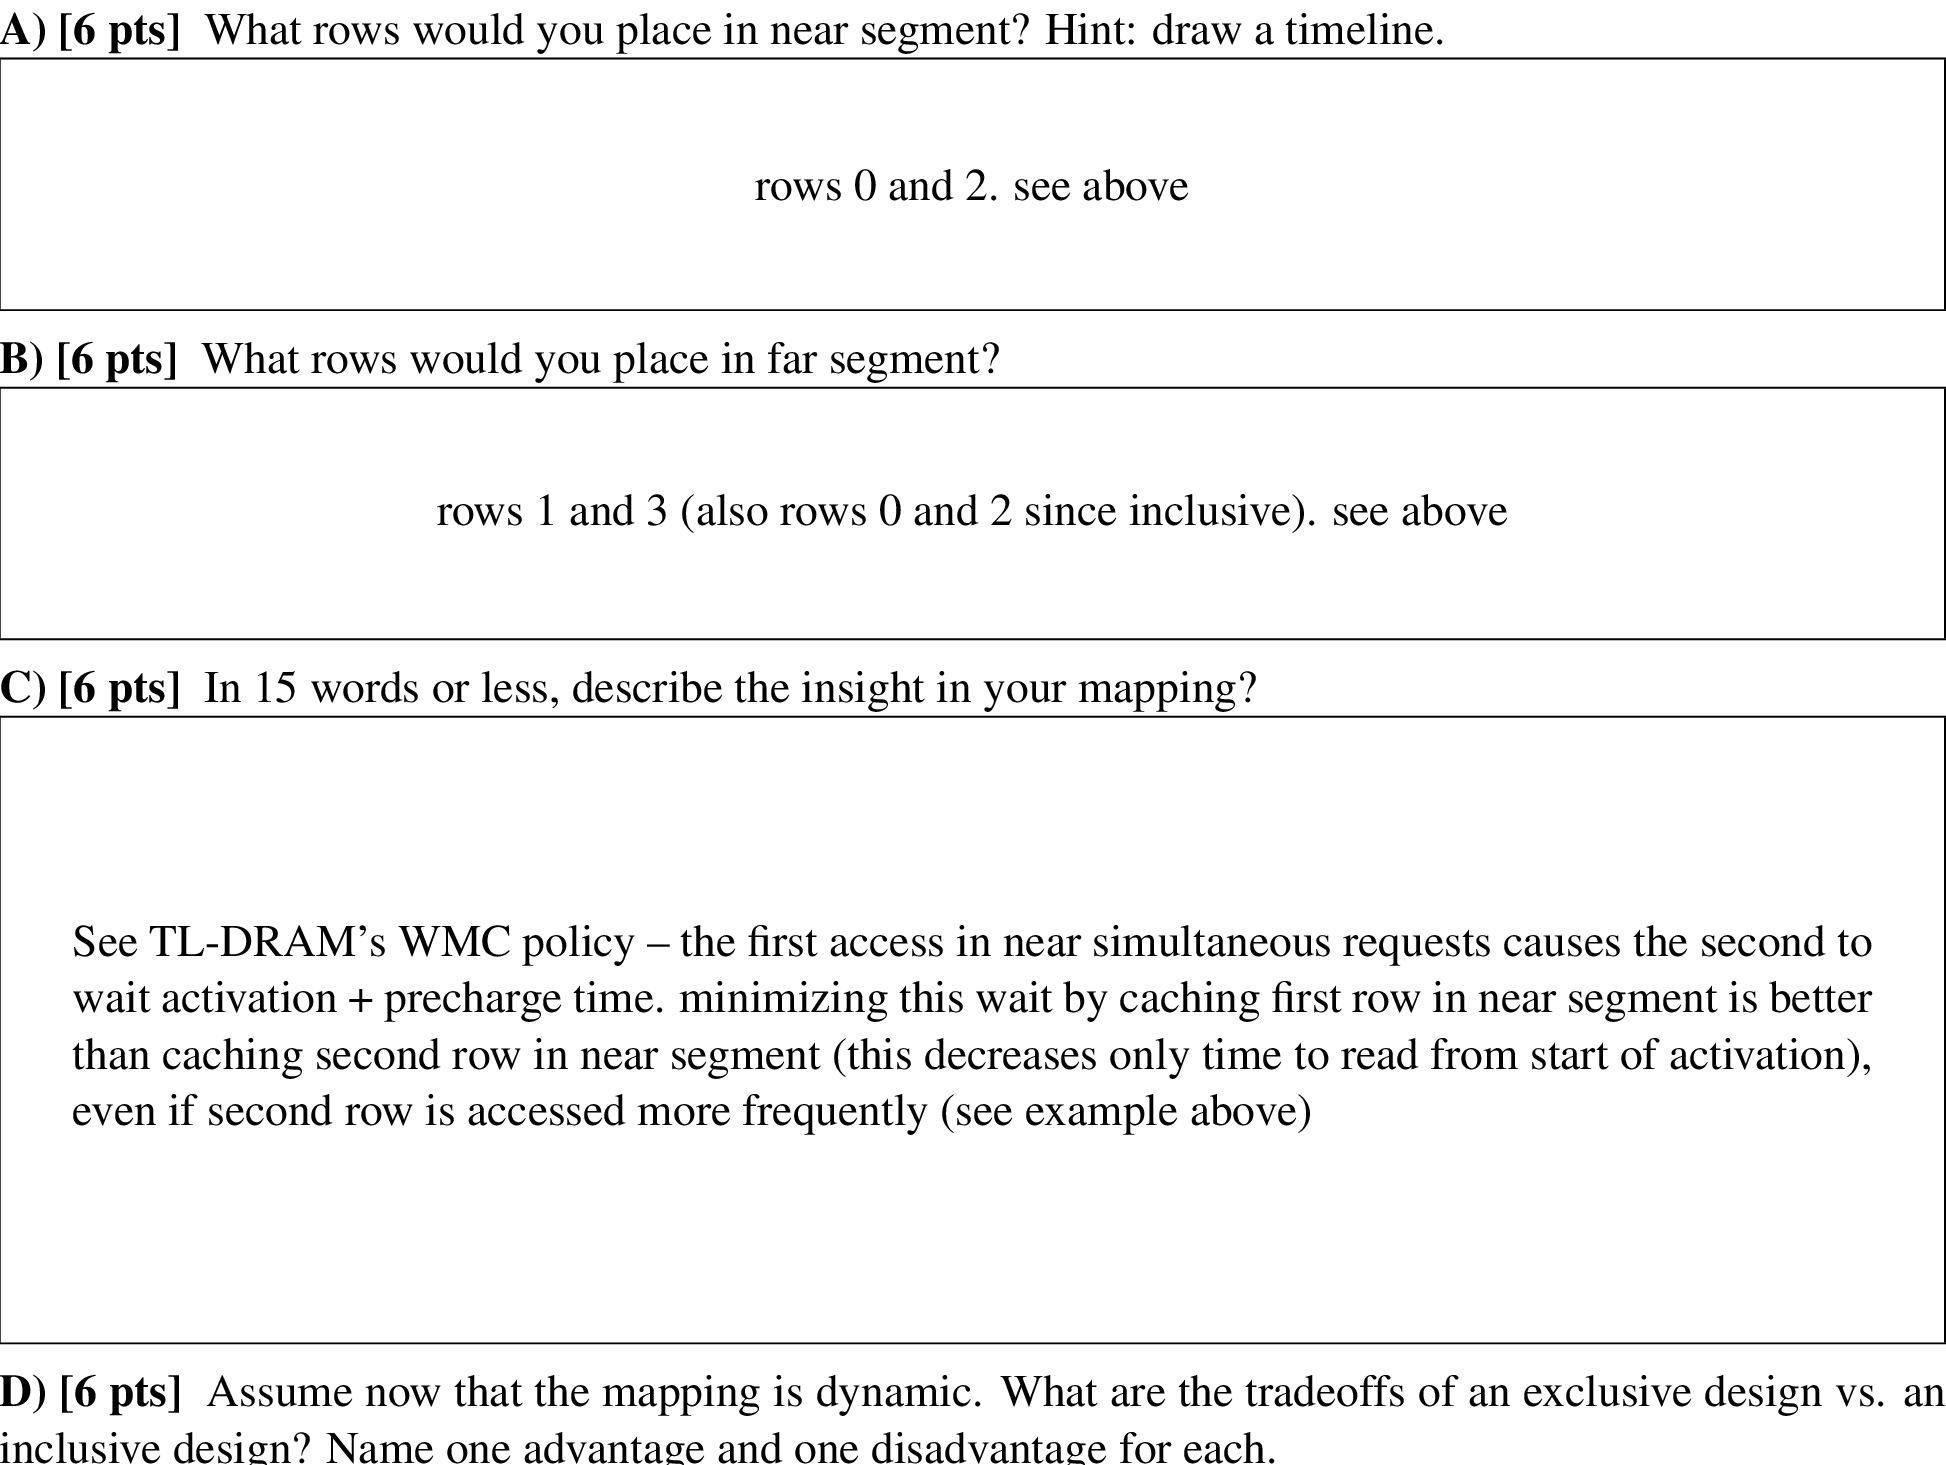 A) [6 pts] What rows would you place in near segment? Hint: draw a timeline.
rows 0 and 2. see above
B) [6 pts] What rows would you place in far segment?
rows 1 and 3 (also rows 0 and 2 since inclusive). see above
C) [6 pts] In 15 words or less, describe the insight in your mapping?
See TL-DRAM’s WMC policy – the first access in near simultaneous requests causes the second to
wait activation + precharge time. minimizing this wait by caching first row in near segment is better
than caching second row in near segment (this decreases only time to read from start of activation),
even if second row is accessed more frequently (see example above)
D) [6 pts] Assume now that the mapping is dynamic. What are the tradeoffs of an exclusive design vs. an
inclusive design? Name one advantage and one disadvantage for each.